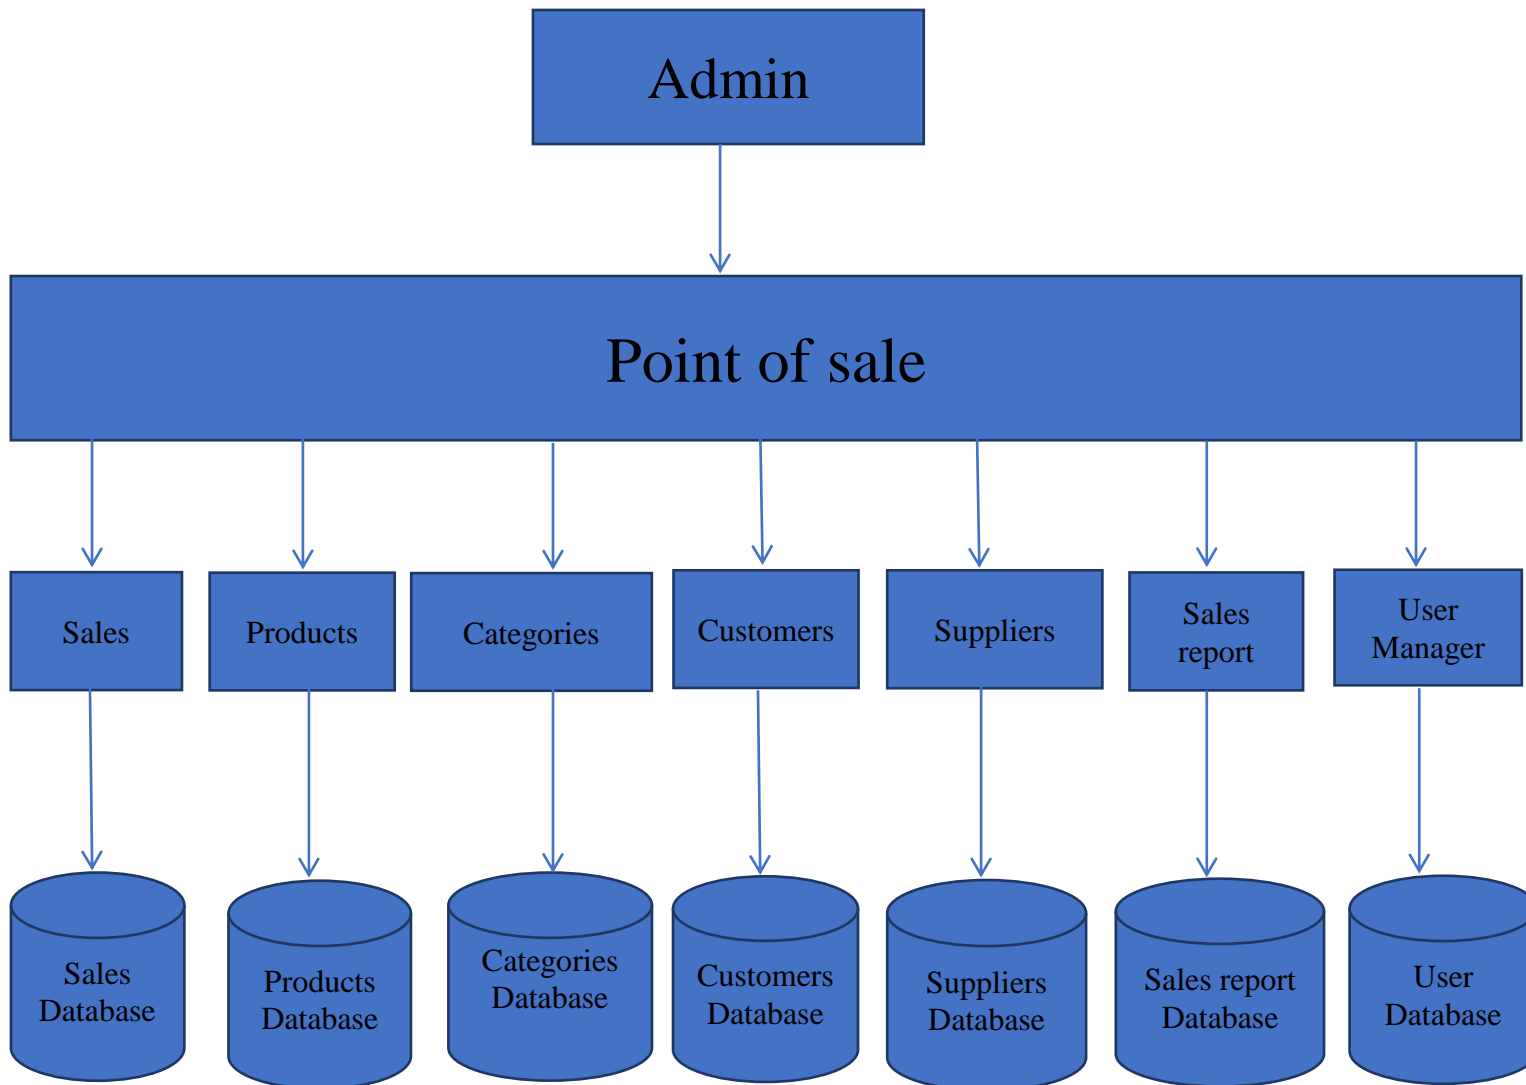 Admin
Point of sale
Sales
Products
Categories
Customers
Suppliers
Sales
report
User
Manager
Sales
Database
Products
Database
Categories
Database
Customers
Database
Suppliers
Database
Sales report
Database
User
Database